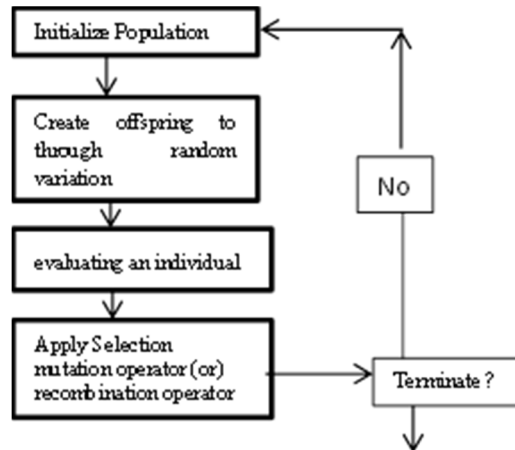 Initialize Population
Create offspring to
through random
variation
No
evaluating an individual
Apply Selection
mutation operator (or)
recombination operator
Terminate ?